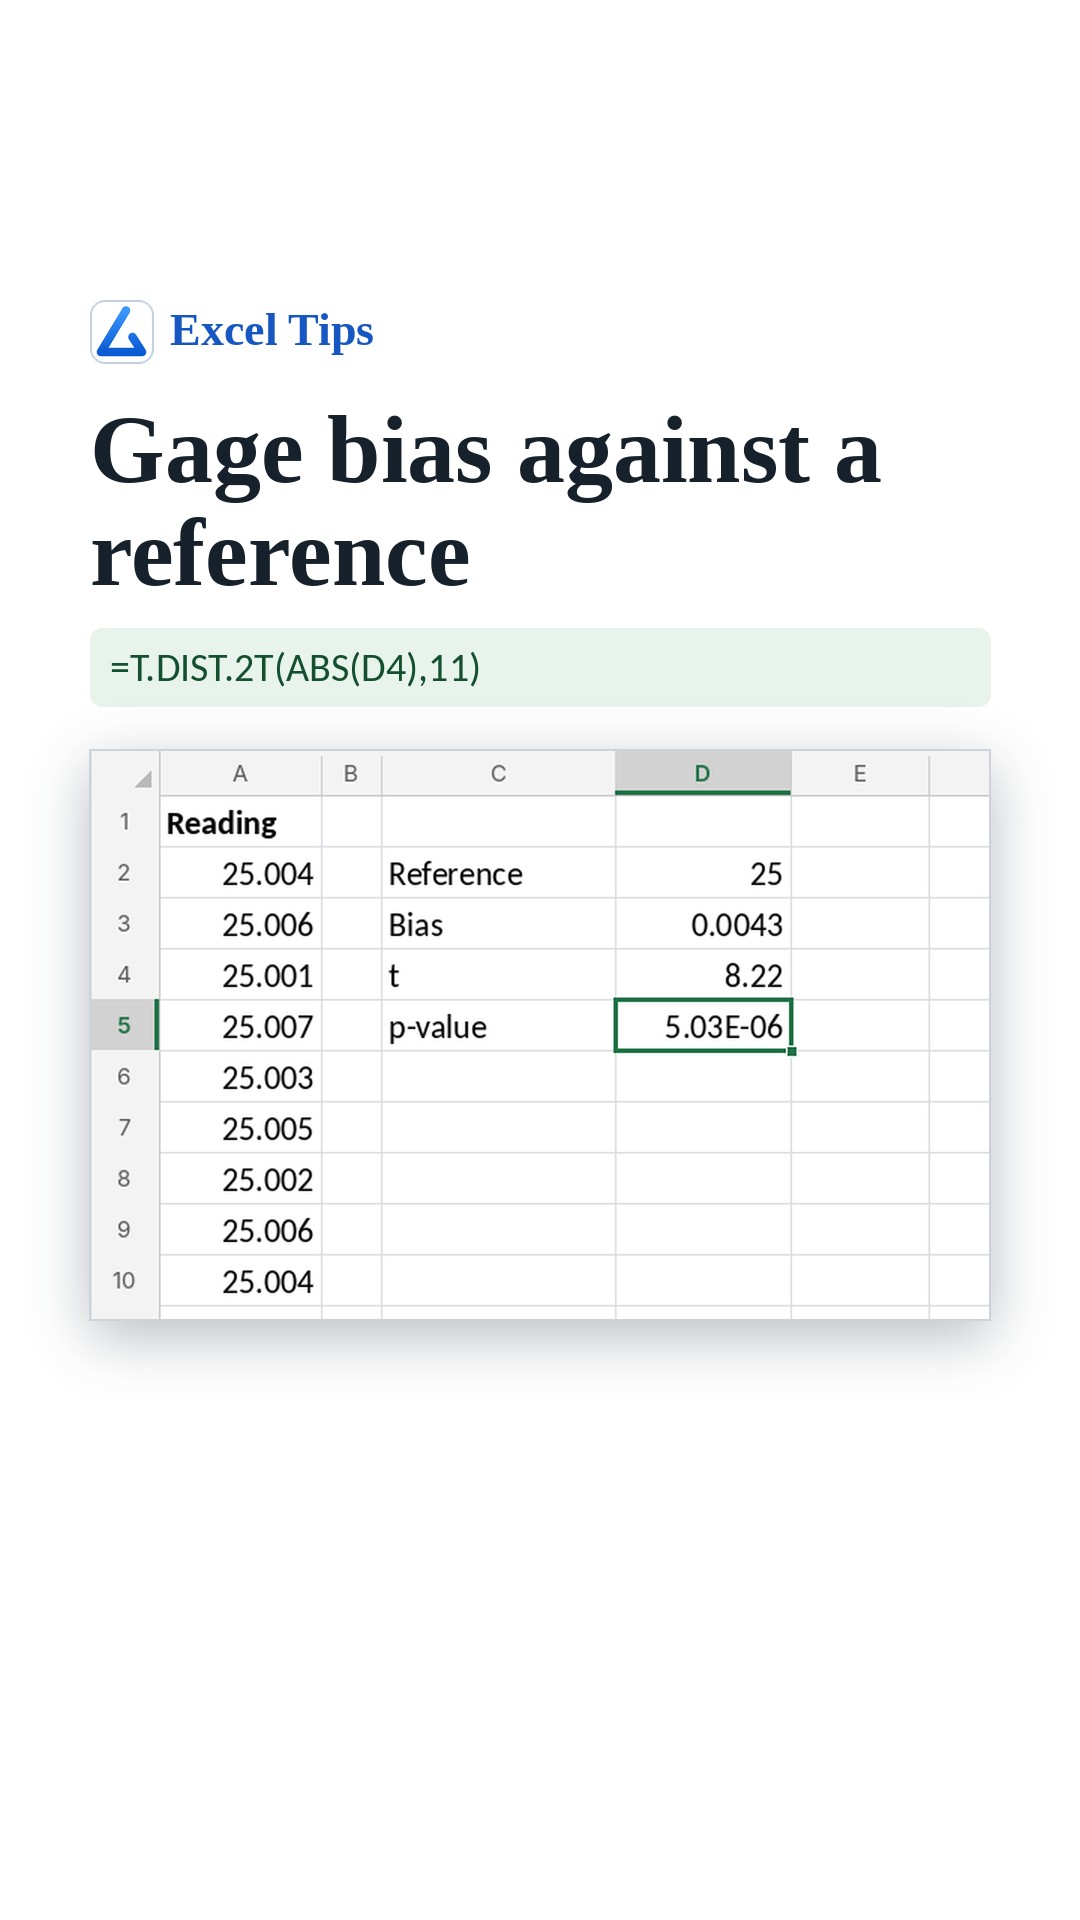 Excel Tips
Gage bias against a
reference
=T.DIST.2T(ABS(D4),11)
A B C D E
1 Reading
2 25.004 Reference 25
3 25.006 Bias 0.0043
4 25.001 t 8.22
5 25.007 p-value 5.03E-06
6 25.003
7 25.005
8 25.002
9 25.006
10 25.004